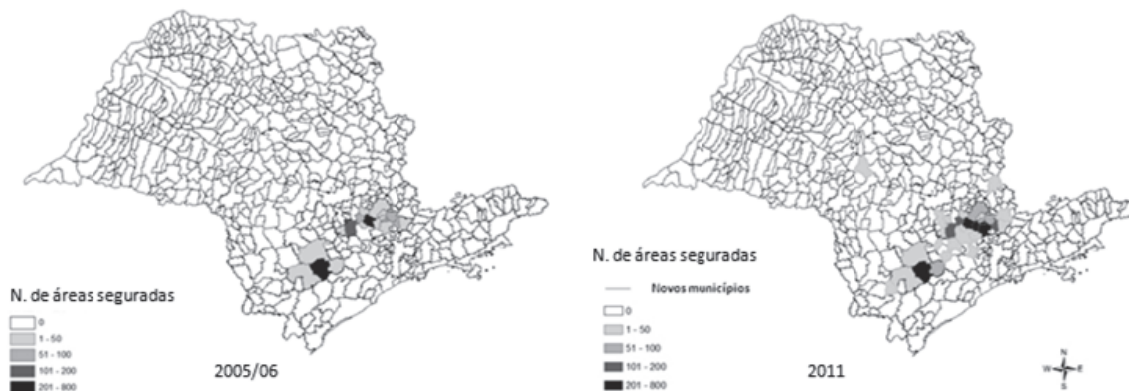 N. de áreas seguradas
0
1 - 50
51 - 100
101 - 200
201 - 800
2005/06
N. de áreas seguradas
Novos municípios
0
1 - 50
51 - 100
101 - 200
201 - 800
2011
N
W E
S